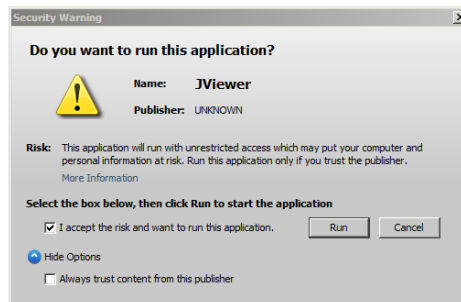 Security Warning
Do you want to run this application?
Name: JViewer
Publisher: UNKNOWN
Risk: This application will run with unrestricted access which may put your computer and
personal information at risk. Run this application only if you trust the publisher.
More Information
Select the box below, then click Run to start the application
I accept the risk and want to run this application.
Run
Cancel
Hide Options
Always trust content from this publisher